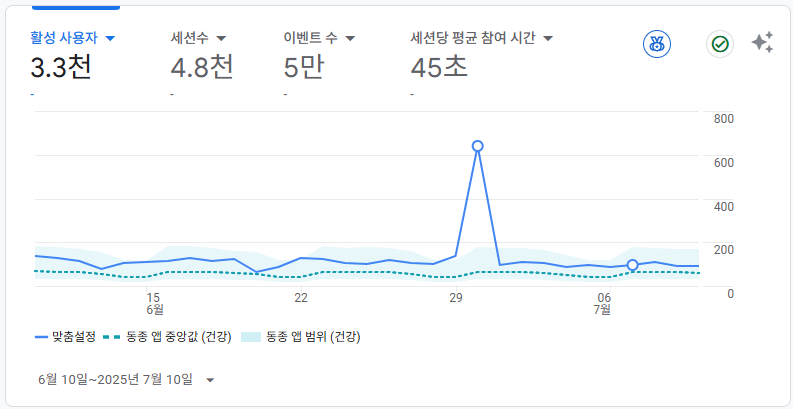 활성 사용자 세션수 이벤트 수 세션당 평균 참여 시간
3.3천 4.8천 5만 45초
- - - -
800
600
400
200
0
15 22 29 06
6월 7월
맞춤설정 동종 앱 중앙값 (건강) 동종 앱 범위 (건강)
6월 10일~2025년 7월 10일